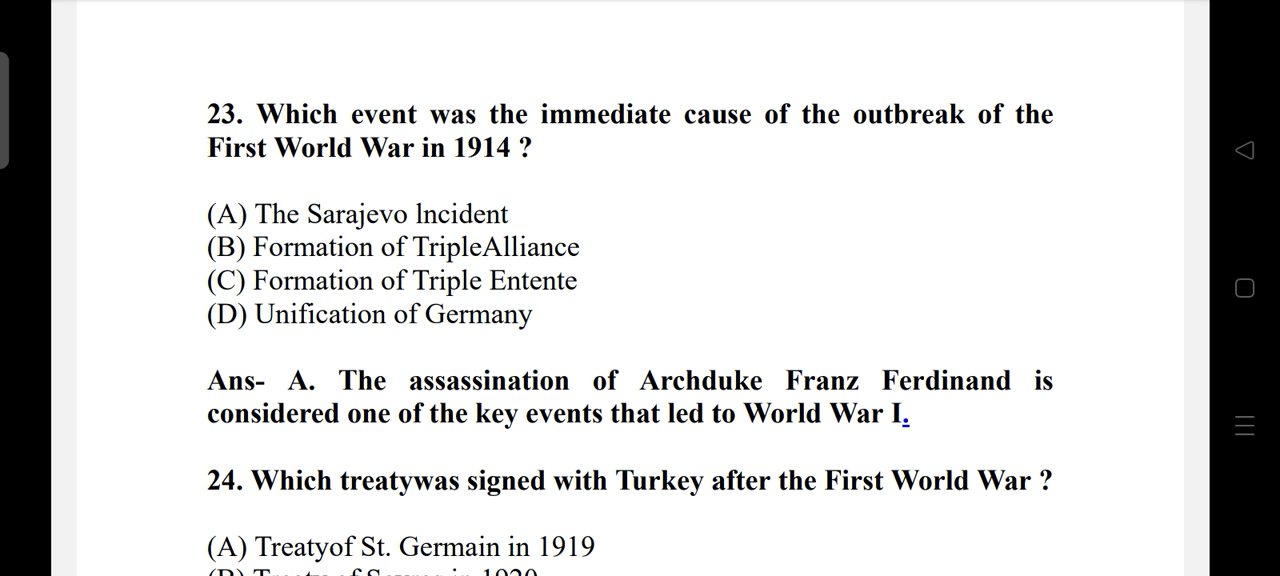 23. Which event was the immediate cause of the outbreak of the
First World War in 1914 ?
(A) The Sarajevo lncident
(B) Formation of TripleAlliance
(C) Formation of Triple Entente
(D) Unification of Germany
Ans- A. The assassination of Archduke Franz Ferdinand is
considered one of the key events that led to World War I.
24. Which treatywas signed with Turkey after the First World War ?
(A) Treatyof St. Germain in 1919